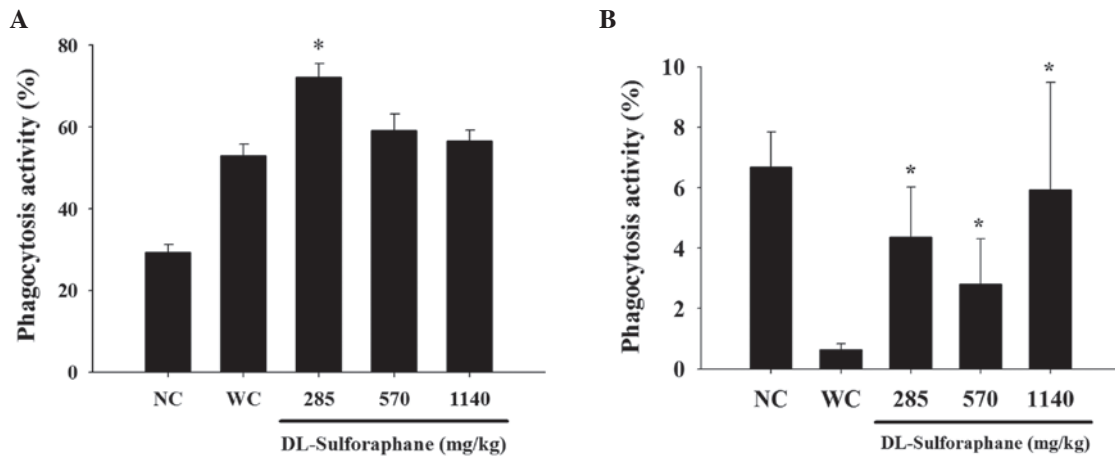 A
Phagocytosis activity (%)
80
60
40
20
0
*
NC WC 285 570 1140
DL-Sulforaphane (mg/kg)
B
Phagocytosis activity (%)
10
8
6
4
2
0
* * *
NC WC 285 570 1140
DL-Sulforaphane (mg/kg)